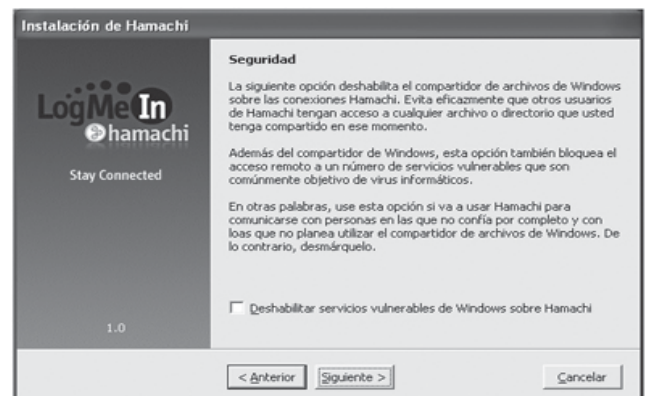 Instalación de Hamachi
LogMeIn
hamachi
Stay Connected
1.0
Seguridad
La siguiente opción deshabilita el compartidor de archivos de Windows
sobre las conexiones Hamachi. Evita eficazmente que otros usuarios
de Hamachi tengan acceso a cualquier archivo o directorio que usted
tenga compartido en ese momento.
Además del compartidor de Windows, esta opción también bloquea el
acceso remoto a un número de servicios vulnerables que son
comúnmente objetivo de virus informáticos.
En otras palabras, use esta opción si va a usar Hamachi para
comunicarse con personas en las que no confía por completo y con
loas que no planea utilizar el compartidor de archivos de Windows. De
lo contrario, desmárquelo.
Deshabilitar servicios vulnerables de Windows sobre Hamachi
< Anterior
Siguiente >
Cancelar